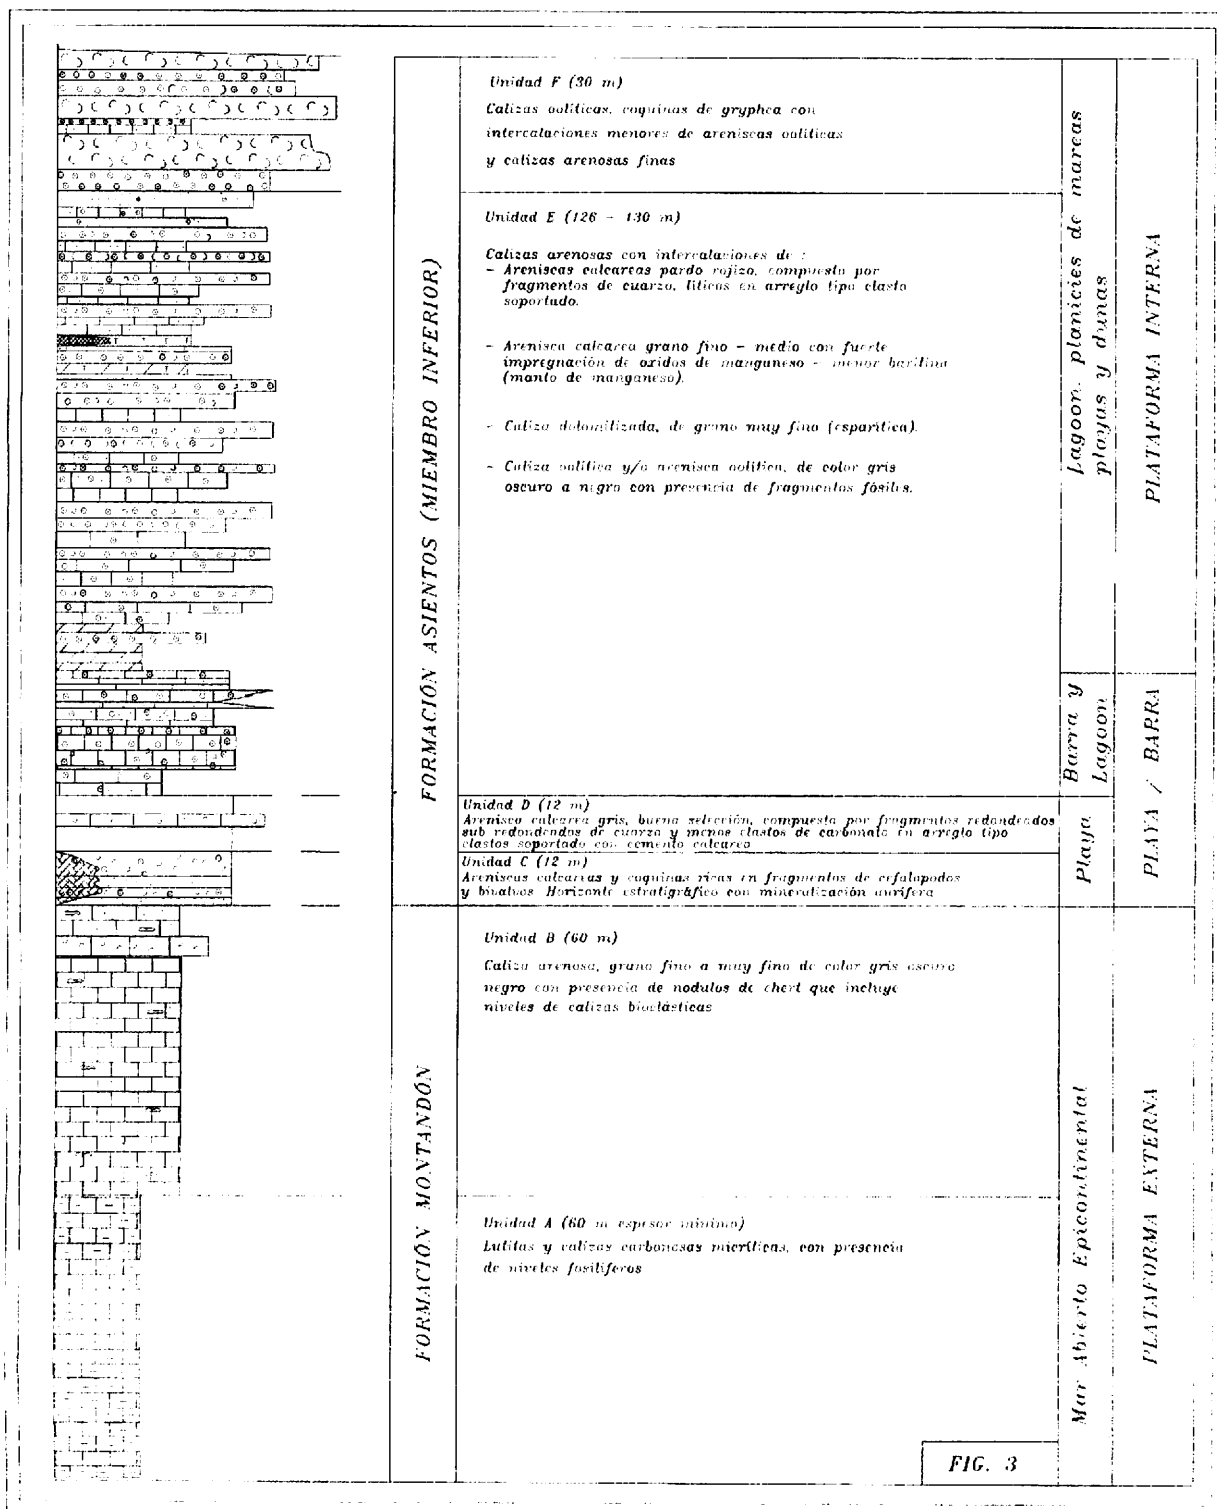 Unidad F (30 m)
Calizas oolíticas, coquinas de gryphea con
intercalaciones menores de areniscas oolíticas
y calizas arenosas finas
Unidad E (126 - 130 m)
Calizas arenosas con intercalaciones de :
- Areniscas calcareas pardo rojizo, compuesta por
fragmentos de cuarzo, líticos en arreglo tipo clasto
soportado.
- Arenisca calcarea grano fino - medio con fuerte
impregnación de oxidos de manganeso - menor baritina
(manto de manganeso).
- Caliza dolomitizada, de grano muy fino (esparítica).
- Caliza oolítica y/o arenisca oolítica, de color gris
oscuro a negro con presencia de fragmentos fósiles.
Unidad D (12 m)
Arenisca calcarea gris, buena selección, compuesta por fragmentos redondeados
sub redondeados de cuarzo y menos clastos de carbonato en arreglo tipo
clastos soportado con cemento calcareo
Unidad C (12 m)
Areniscas calcareas y coquinas ricas en fragmentos de cefalopodos
y bivalvos Horizonte estratigráfico con mineralización aurífera
Unidad B (60 m)
Caliza arenosa, grano fino a muy fino de color gris oscuro
negro con presencia de nodulos de chert que incluye
niveles de calizas bioclásticas
Unidad A (60 m espesor mínimo)
Lutitas y calizas carbonosas micríticas, con presencia
de niveles fosilíferos
FORMACIÓN ASIENTOS (MIEMBRO INFERIOR)
FORMACIÓN MONTANDÓN
Lagoon, planicies de mareas
playas y dunas
Barra y
Lagoon
Playa
Mar Abierto Epicontinental
PLATAFORMA INTERNA
PLAYA / BARRA
PLATAFORMA EXTERNA
FIG. 3